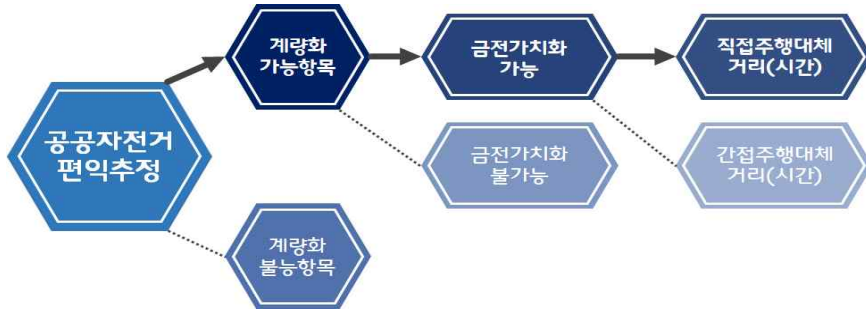 공공자전거
편익추정
계량화
가능항목
금전가치화
가능
직접주행대체
거리(시간)
금전가치화
불가능
간접주행대체
거리(시간)
계량화
불능항목